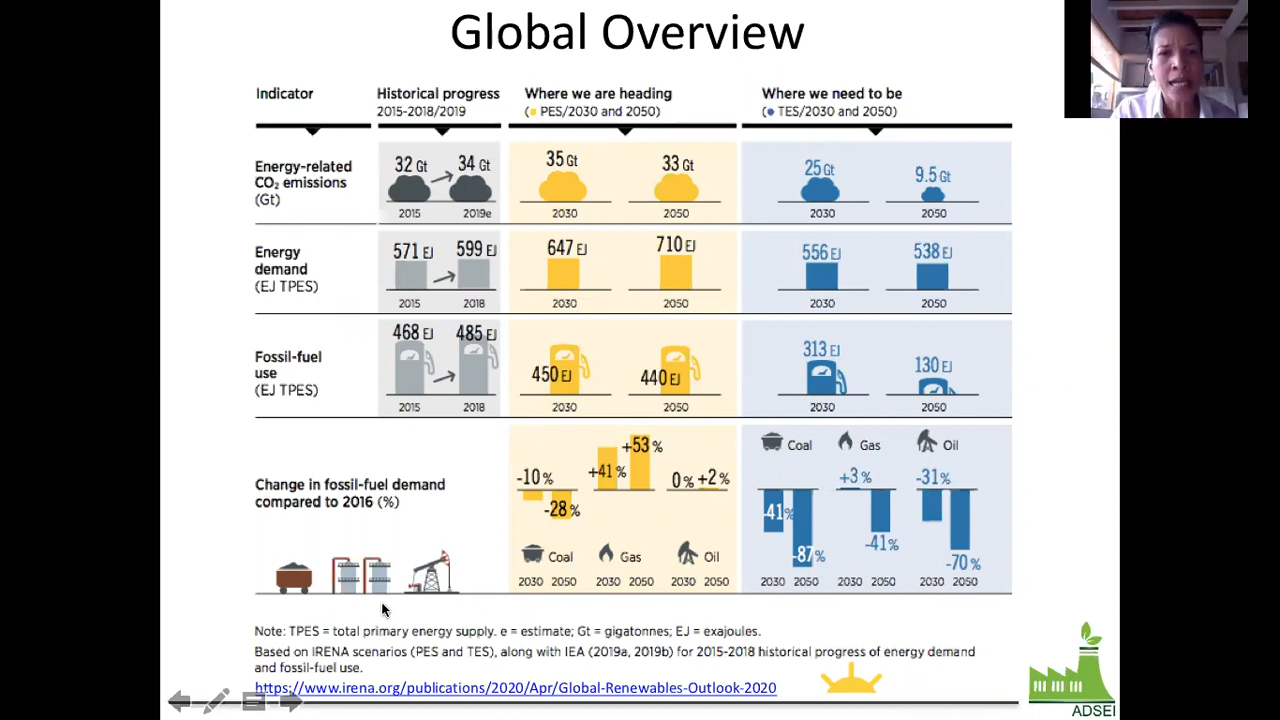 Global Overview
Indicator
Historical progress
2015-2018/2019
Where we are heading
(PES/2030 and 2050)
Where we need to be
(TES/2030 and 2050)
Energy-related
CO₂ emissions
(Gt)
32 Gt
34 Gt
2015
2019e
35 Gt
33 Gt
2030
2050
25 Gt
9.5 Gt
2030
2050
Energy
demand
(EJ TPES)
571 EJ
599 EJ
2015
2018
647 EJ
710 EJ
2030
2050
556 EJ
538 EJ
2030
2050
Fossil-fuel
use
(EJ TPES)
468 EJ
485 EJ
2015
2018
450 EJ
440 EJ
2030
2050
313 EJ
130 EJ
2030
2050
Change in fossil-fuel demand
compared to 2016 (%)
-10 %
-28 %
+41 %
+53 %
0 %
+2 %
Coal
Gas
Oil
2030 2050
2030 2050
2030 2050
Coal
Gas
Oil
-41 %
-87 %
+3 %
-41 %
-31 %
-70 %
2030 2050
2030 2050
2030 2050
Note: TPES = total primary energy supply. e = estimate; Gt = gigatonnes; EJ = exajoules.
Based on IRENA scenarios (PES and TES), along with IEA (2019a, 2019b) for 2015-2018 historical progress of energy demand
and fossil-fuel use.
https://www.irena.org/publications/2020/Apr/Global-Renewables-Outlook-2020
ADSEI